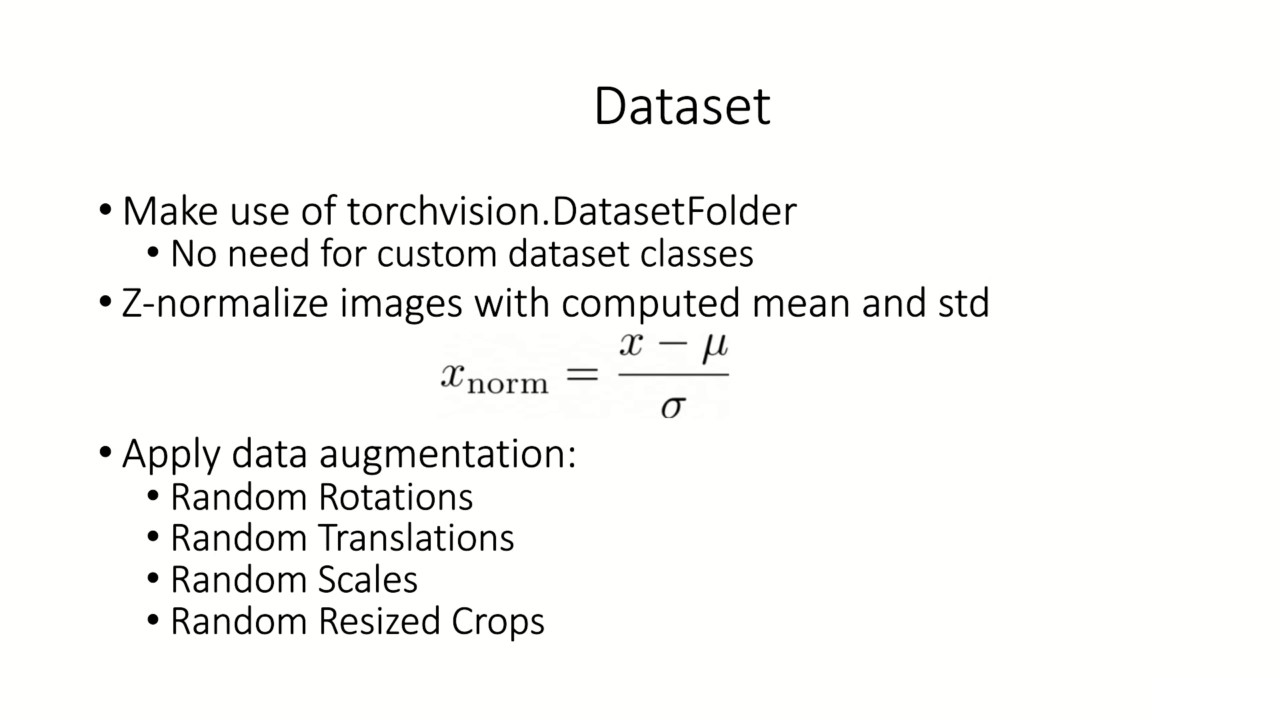 Dataset
• Make use of torchvision.DatasetFolder
• No need for custom dataset classes
• Z-normalize images with computed mean and std
x_norm = (x − μ) / σ
• Apply data augmentation:
• Random Rotations
• Random Translations
• Random Scales
• Random Resized Crops